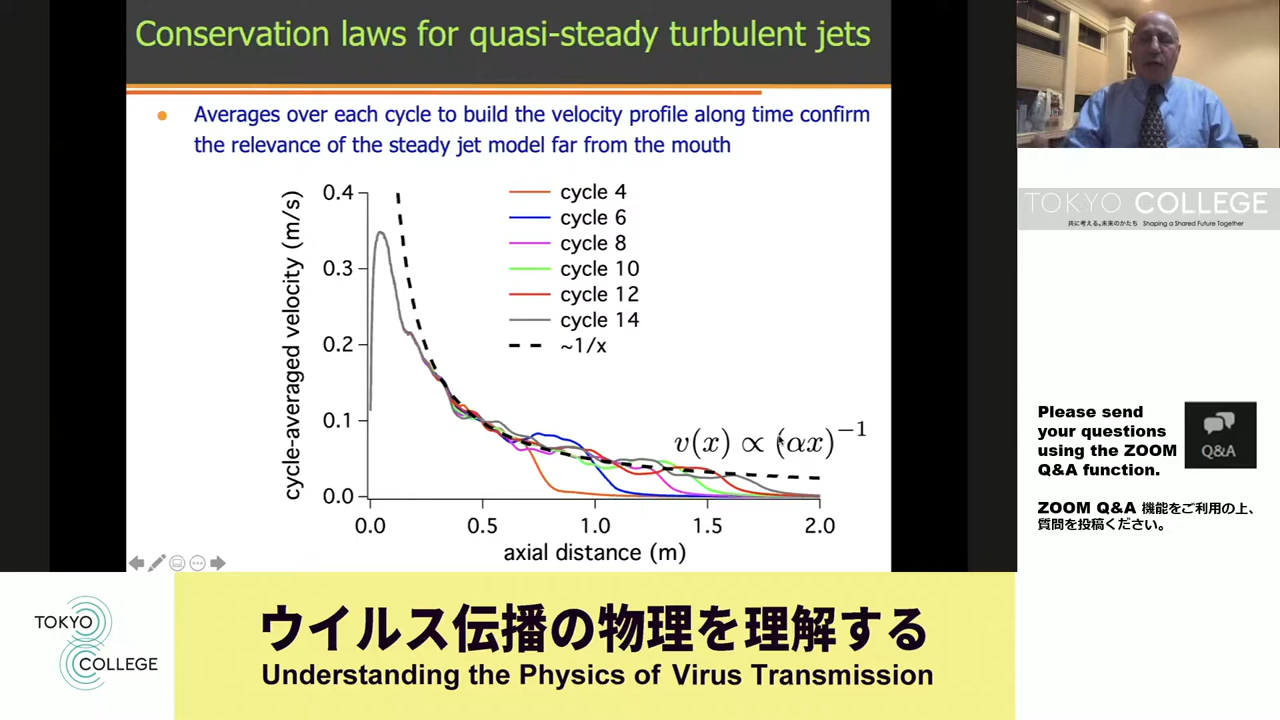 Conservation laws for quasi-steady turbulent jets
Averages over each cycle to build the velocity profile along time confirm
the relevance of the steady jet model far from the mouth
cycle-averaged velocity (m/s)
0.4
0.3
0.2
0.1
0.0
cycle 4
cycle 6
cycle 8
cycle 10
cycle 12
cycle 14
~1/x
v(x) ∝ (αx)⁻¹
0.0 0.5 1.0 1.5 2.0
axial distance (m)
TOKYO COLLEGE
共に考える、未来のかたち Shaping a Shared Future Together
Please send
your questions
using the ZOOM
Q&A function.
Q&A
ZOOM Q&A 機能をご利用の上、
質問を投稿ください。
TOKYO
COLLEGE
ウイルス伝播の物理を理解する
Understanding the Physics of Virus Transmission